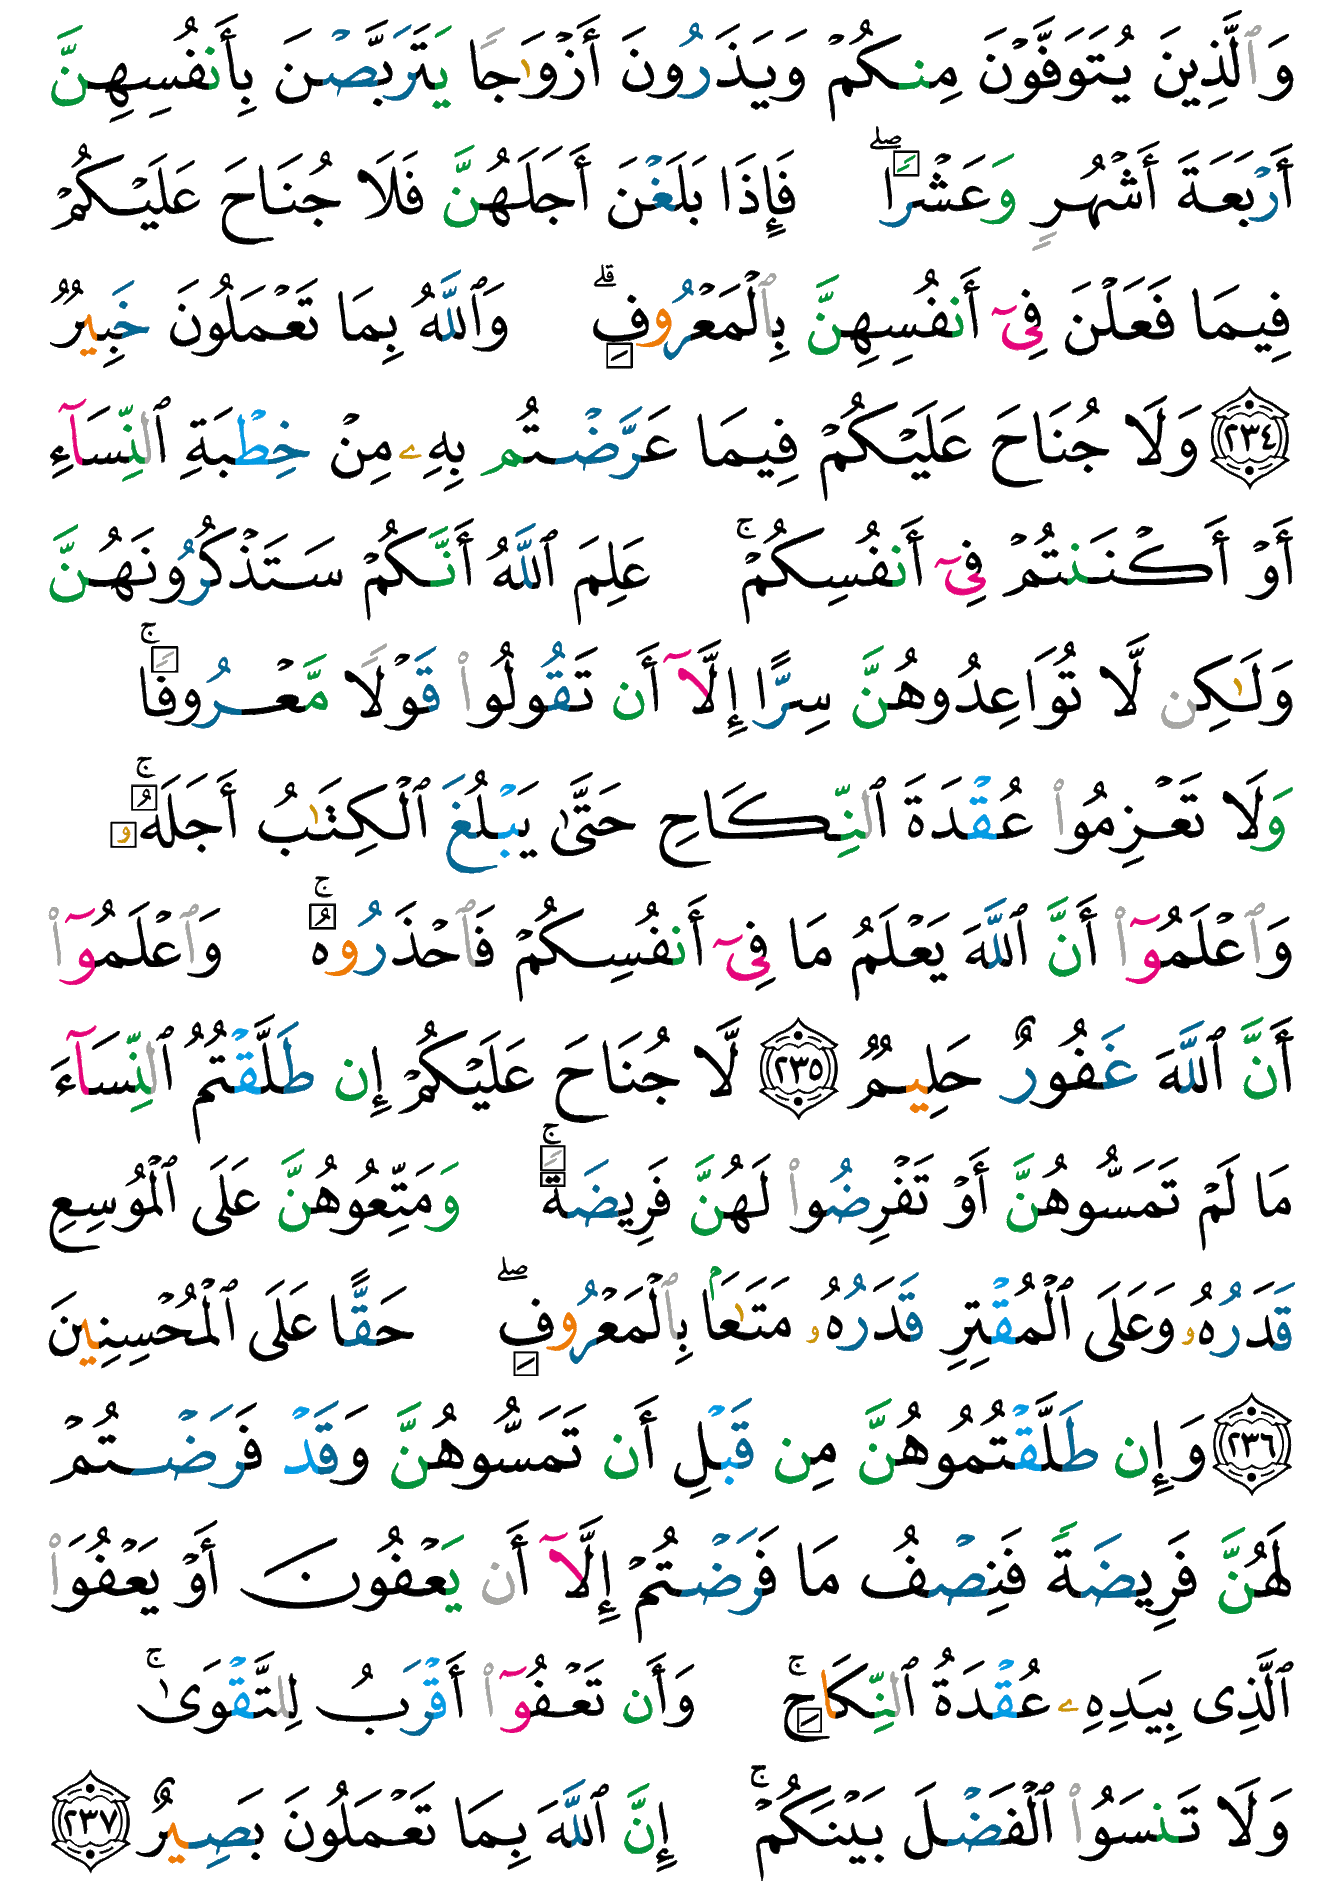 وَٱلَّذِينَ يُتَوَفَّوْنَ مِنكُمْ وَيَذَرُونَ أَزْوَٰجًا يَتَرَبَّصْنَ بِأَنفُسِهِنَّ
أَرْبَعَةَ أَشْهُرٍ وَعَشْرًا ۖ فَإِذَا بَلَغْنَ أَجَلَهُنَّ فَلَا جُنَاحَ عَلَيْكُمْ
فِيمَا فَعَلْنَ فِىٓ أَنفُسِهِنَّ بِٱلْمَعْرُوفِ ۗ وَٱللَّهُ بِمَا تَعْمَلُونَ خَبِيرٌ
٢٣٤ وَلَا جُنَاحَ عَلَيْكُمْ فِيمَا عَرَّضْتُم بِهِۦ مِنْ خِطْبَةِ ٱلنِّسَآءِ
أَوْ أَكْنَنتُمْ فِىٓ أَنفُسِكُمْ ۚ عَلِمَ ٱللَّهُ أَنَّكُمْ سَتَذْكُرُونَهُنَّ
وَلَٰكِن لَّا تُوَاعِدُوهُنَّ سِرًّا إِلَّآ أَن تَقُولُوا۟ قَوْلًا مَّعْرُوفًا ۚ
وَلَا تَعْزِمُوا۟ عُقْدَةَ ٱلنِّكَاحِ حَتَّىٰ يَبْلُغَ ٱلْكِتَٰبُ أَجَلَهُۥ ۚ
وَٱعْلَمُوٓا۟ أَنَّ ٱللَّهَ يَعْلَمُ مَا فِىٓ أَنفُسِكُمْ فَٱحْذَرُوهُ ۚ وَٱعْلَمُوٓا۟
أَنَّ ٱللَّهَ غَفُورٌ حَلِيمٌ ٢٣٥ لَّا جُنَاحَ عَلَيْكُمْ إِن طَلَّقْتُمُ ٱلنِّسَآءَ
مَا لَمْ تَمَسُّوهُنَّ أَوْ تَفْرِضُوا۟ لَهُنَّ فَرِيضَةً ۚ وَمَتِّعُوهُنَّ عَلَى ٱلْمُوسِعِ
قَدَرُهُۥ وَعَلَى ٱلْمُقْتِرِ قَدَرُهُۥ مَتَٰعَۢا بِٱلْمَعْرُوفِ ۖ حَقًّا عَلَى ٱلْمُحْسِنِينَ
٢٣٦ وَإِن طَلَّقْتُمُوهُنَّ مِن قَبْلِ أَن تَمَسُّوهُنَّ وَقَدْ فَرَضْتُمْ
لَهُنَّ فَرِيضَةً فَنِصْفُ مَا فَرَضْتُمْ إِلَّآ أَن يَعْفُونَ أَوْ يَعْفُوَا۟
ٱلَّذِى بِيَدِهِۦ عُقْدَةُ ٱلنِّكَاحِ ۚ وَأَن تَعْفُوٓا۟ أَقْرَبُ لِلتَّقْوَىٰ ۚ
وَلَا تَنسَوُا۟ ٱلْفَضْلَ بَيْنَكُمْ ۚ إِنَّ ٱللَّهَ بِمَا تَعْمَلُونَ بَصِيرٌ ٢٣٧